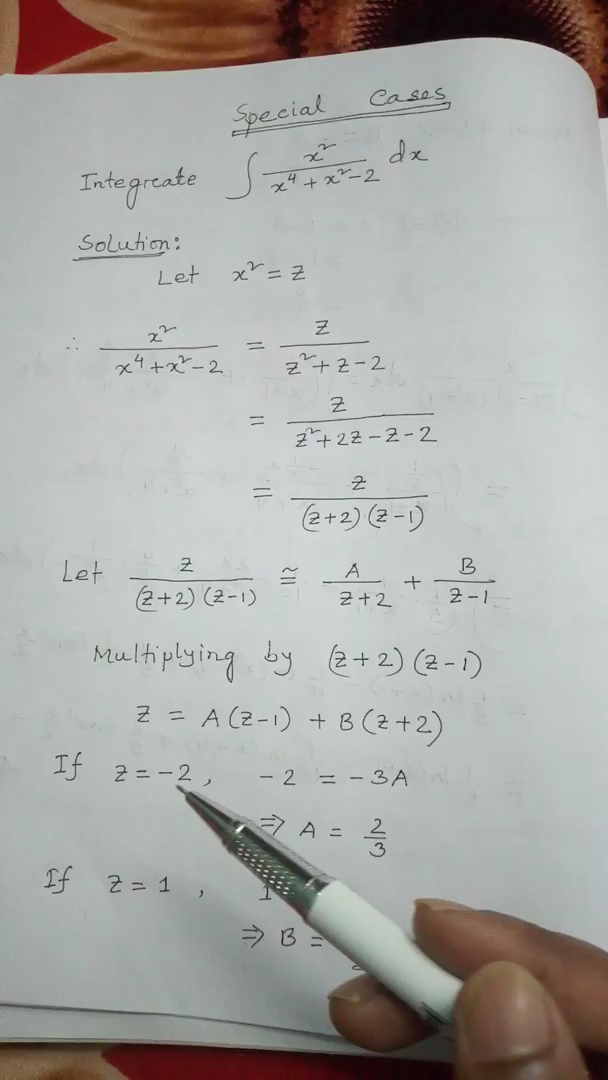 Special Cases
Integrate ∫ x²/(x⁴+x²-2) dx
Solution:
Let x² = z
∴ x²/(x⁴+x²-2) = z/(z²+z-2)
= z/(z²+2z-z-2)
= z/((z+2)(z-1))
Let z/((z+2)(z-1)) ≅ A/(z+2) + B/(z-1)
Multiplying by (z+2)(z-1)
z = A(z-1) + B(z+2)
If z = -2, -2 = -3A
⇒ A = 2/3
If z = 1, 1
⇒ B =